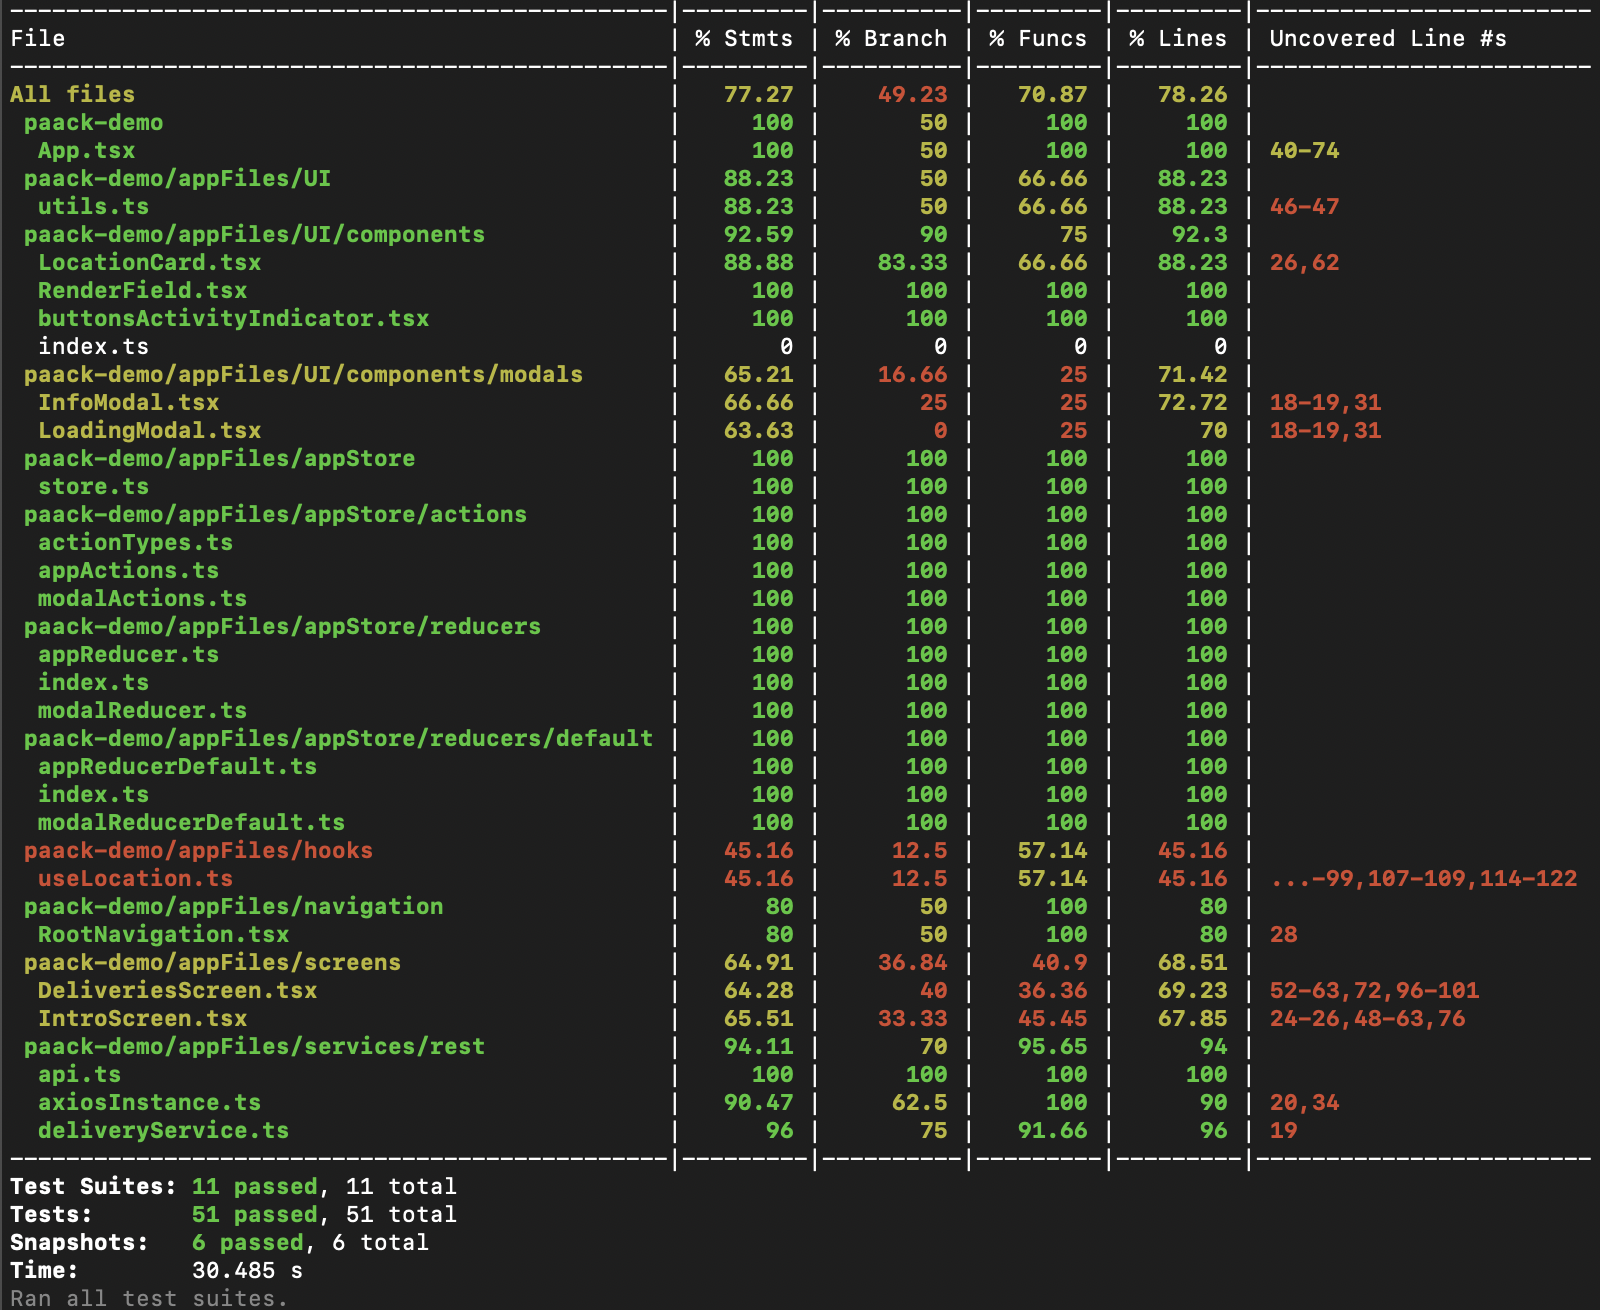 File | % Stmts | % Branch | % Funcs | % Lines | Uncovered Line #s
All files | 77.27 | 49.23 | 70.87 | 78.26 |
paack-demo | 100 | 50 | 100 | 100 |
App.tsx | 100 | 50 | 100 | 100 | 40-74
paack-demo/appFiles/UI | 88.23 | 50 | 66.66 | 88.23 |
utils.ts | 88.23 | 50 | 66.66 | 88.23 | 46-47
paack-demo/appFiles/UI/components | 92.59 | 90 | 75 | 92.3 |
LocationCard.tsx | 88.88 | 83.33 | 66.66 | 88.23 | 26,62
RenderField.tsx | 100 | 100 | 100 | 100 |
buttonsActivityIndicator.tsx | 100 | 100 | 100 | 100 |
index.ts | 0 | 0 | 0 | 0 |
paack-demo/appFiles/UI/components/modals | 65.21 | 16.66 | 25 | 71.42 |
InfoModal.tsx | 66.66 | 25 | 25 | 72.72 | 18-19,31
LoadingModal.tsx | 63.63 | 0 | 25 | 70 | 18-19,31
paack-demo/appFiles/appStore | 100 | 100 | 100 | 100 |
store.ts | 100 | 100 | 100 | 100 |
paack-demo/appFiles/appStore/actions | 100 | 100 | 100 | 100 |
actionTypes.ts | 100 | 100 | 100 | 100 |
appActions.ts | 100 | 100 | 100 | 100 |
modalActions.ts | 100 | 100 | 100 | 100 |
paack-demo/appFiles/appStore/reducers | 100 | 100 | 100 | 100 |
appReducer.ts | 100 | 100 | 100 | 100 |
index.ts | 100 | 100 | 100 | 100 |
modalReducer.ts | 100 | 100 | 100 | 100 |
paack-demo/appFiles/appStore/reducers/default | 100 | 100 | 100 | 100 |
appReducerDefault.ts | 100 | 100 | 100 | 100 |
index.ts | 100 | 100 | 100 | 100 |
modalReducerDefault.ts | 100 | 100 | 100 | 100 |
paack-demo/appFiles/hooks | 45.16 | 12.5 | 57.14 | 45.16 |
useLocation.ts | 45.16 | 12.5 | 57.14 | 45.16 | ...-99,107-109,114-122
paack-demo/appFiles/navigation | 80 | 50 | 100 | 80 |
RootNavigation.tsx | 80 | 50 | 100 | 80 | 28
paack-demo/appFiles/screens | 64.91 | 36.84 | 40.9 | 68.51 |
DeliveriesScreen.tsx | 64.28 | 40 | 36.36 | 69.23 | 52-63,72,96-101
IntroScreen.tsx | 65.51 | 33.33 | 45.45 | 67.85 | 24-26,48-63,76
paack-demo/appFiles/services/rest | 94.11 | 70 | 95.65 | 94 |
api.ts | 100 | 100 | 100 | 100 |
axiosInstance.ts | 90.47 | 62.5 | 100 | 90 | 20,34
deliveryService.ts | 96 | 75 | 91.66 | 96 | 19
Test Suites: 11 passed, 11 total
Tests: 51 passed, 51 total
Snapshots: 6 passed, 6 total
Time: 30.485 s
Ran all test suites.